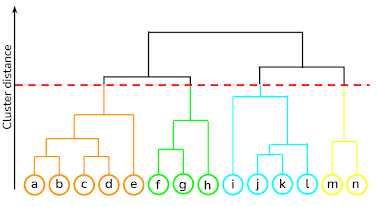 Cluster distance
a b c d e f g h i j k l m n